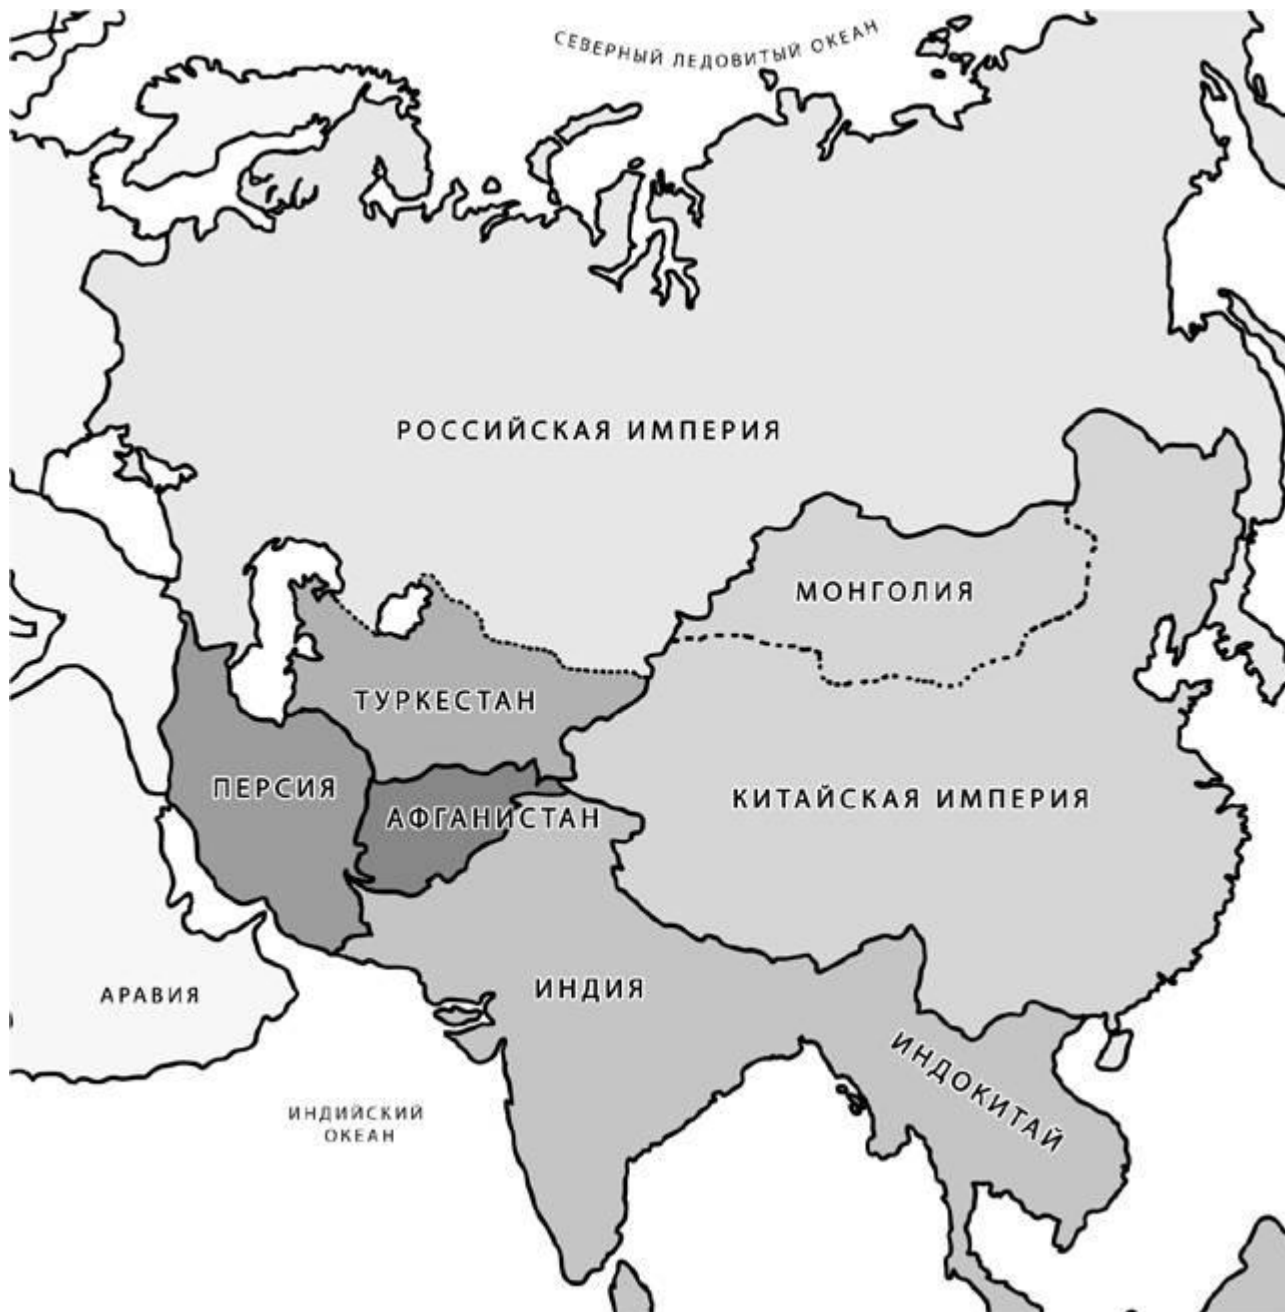 СЕВЕРНЫЙ ЛЕДОВИТЫЙ ОКЕАН
РОССИЙСКАЯ ИМПЕРИЯ
МОНГОЛИЯ
ТУРКЕСТАН
ПЕРСИЯ
АФГАНИСТАН
КИТАЙСКАЯ ИМПЕРИЯ
АРАВИЯ
ИНДИЯ
ИНДОКИТАЙ
ИНДИЙСКИЙ
ОКЕАН